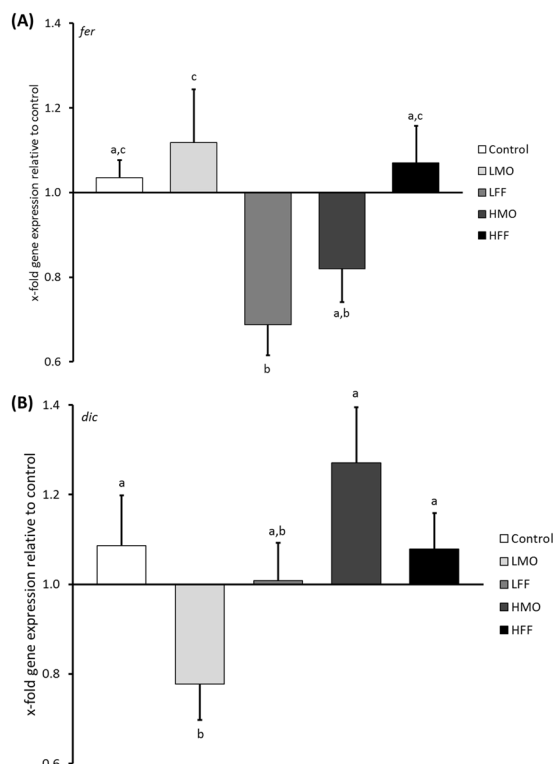 (A)
fer
x-fold gene expression relative to control
1.4
1.2
1.0
0.8
0.6
a,c
c
b
a,b
a,c
Control
LMO
LFF
HMO
HFF
(B)
dic
x-fold gene expression relative to control
1.4
1.2
1.0
0.8
0.6
a
b
a,b
a
a
Control
LMO
LFF
HMO
HFF